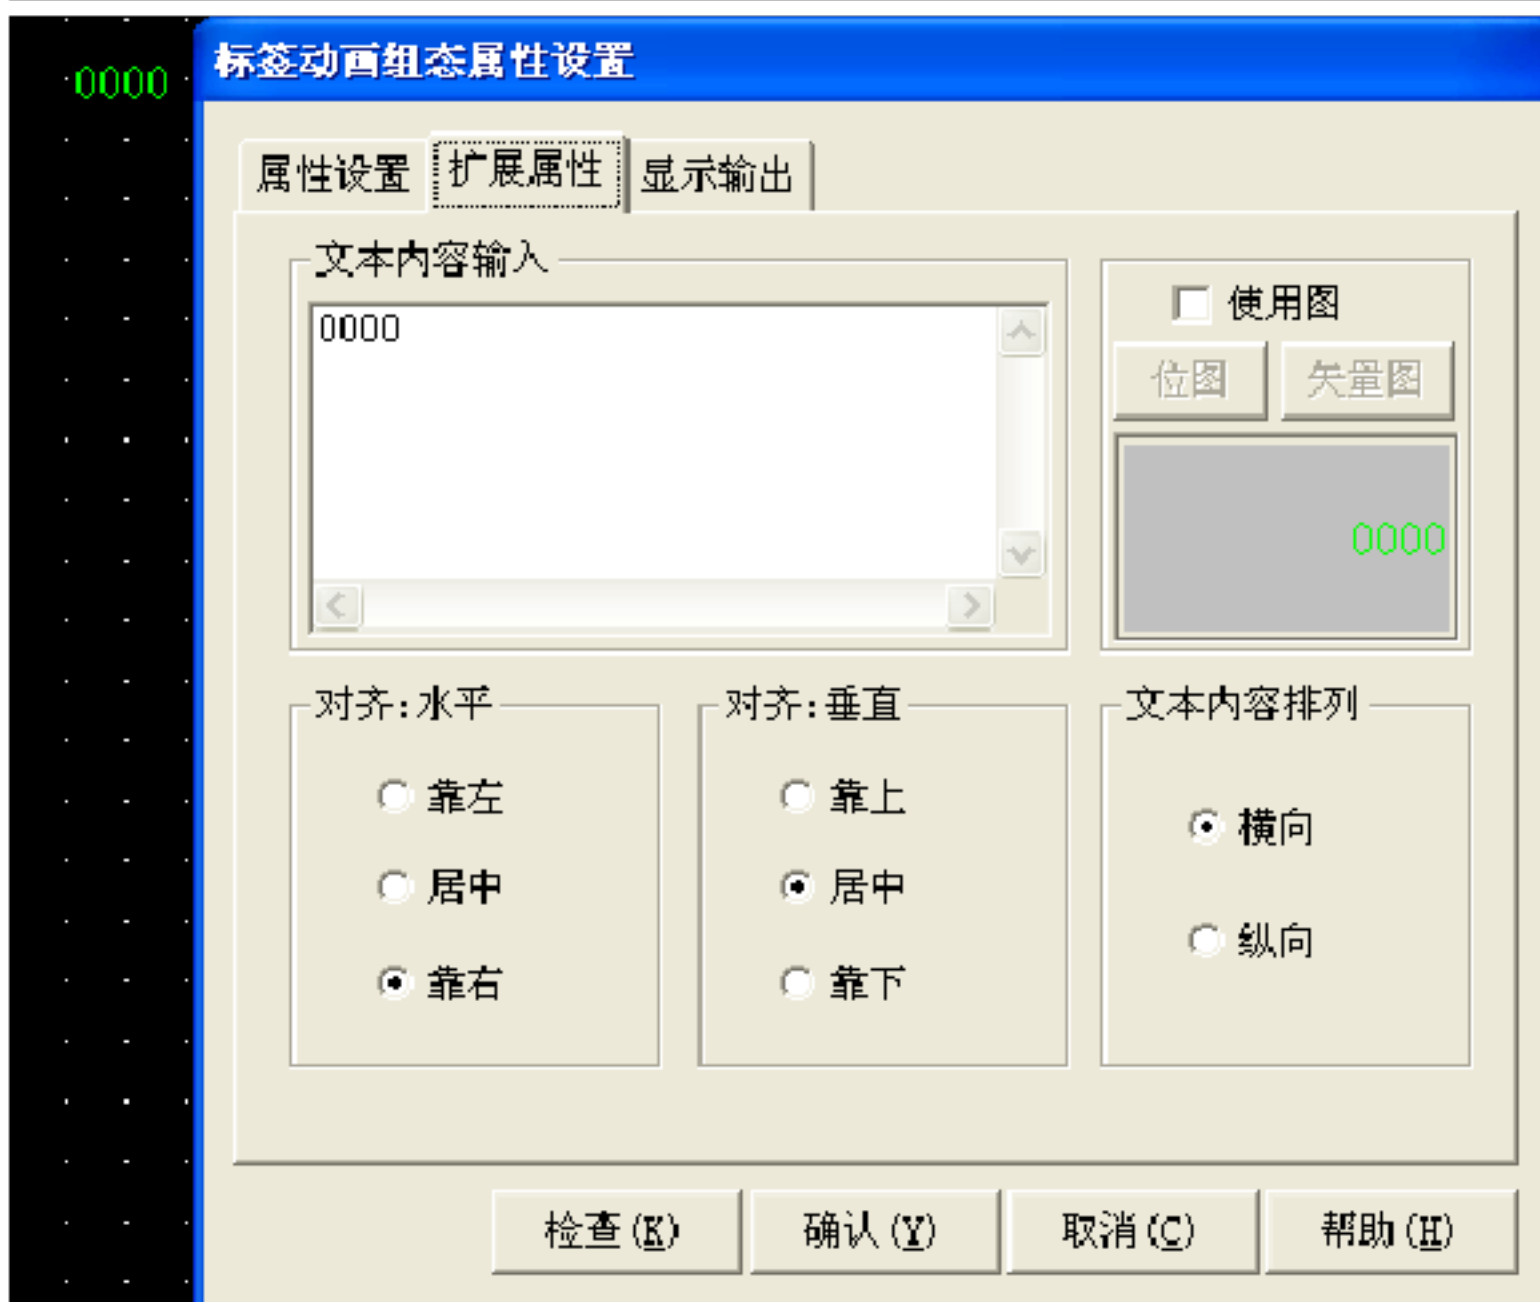 0000
标签动画组态属性设置
属性设置 扩展属性 显示输出
文本内容输入
0000
使用图
位图 矢量图
0000
对齐:水平 对齐:垂直 文本内容排列
靠左 靠上
横向
居中 居中
纵向
靠右 靠下
检查(K) 确认(Y) 取消(C) 帮助(H)